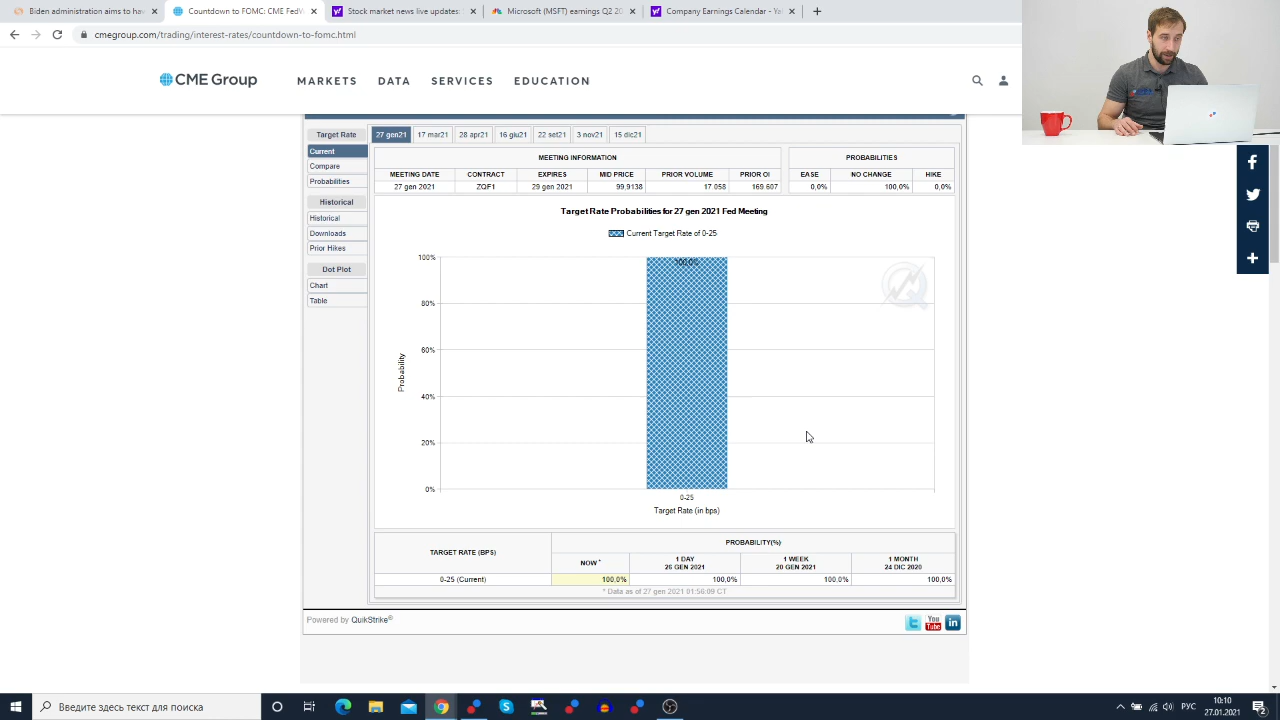 Biden administration aims to hav
Countdown to FOMC: CME FedW
Stock market news live updates:
Microsoft (MSFT) earnings Q2 20
Company Earnings Calendar - Ya
cmegroup.com/trading/interest-rates/countdown-to-fomc.html
CME Group
MARKETS DATA SERVICES EDUCATION
Target Rate
Current
Compare
Probabilities
Historical
Historical
Downloads
Prior Hikes
Dot Plot
Chart
Table
27 gen21 17 mar21 28 apr21 16 giu21 22 set21 3 nov21 15 dic21
MEETING INFORMATION
MEETING DATE CONTRACT EXPIRES MID PRICE PRIOR VOLUME PRIOR OI
27 gen 2021 ZQF1 29 gen 2021 99,9138 17.058 169.607
PROBABILITIES
EASE NO CHANGE HIKE
0,0% 100,0% 0,0%
Target Rate Probabilities for 27 gen 2021 Fed Meeting
Current Target Rate of 0-25
100,0%
100%
80%
60%
40%
20%
0%
Probability
0-25
Target Rate (in bps)
TARGET RATE (BPS)
PROBABILITY(%)
NOW *
1 DAY
26 GEN 2021
1 WEEK
20 GEN 2021
1 MONTH
24 DIC 2020
0-25 (Current) 100,0% 100,0% 100,0% 100,0%
* Data as of 27 gen 2021 01:56:09 CT
Powered by QuikStrike®
You
Tube
in
Введите здесь текст для поиска
РУС
10:10
27.01.2021
2